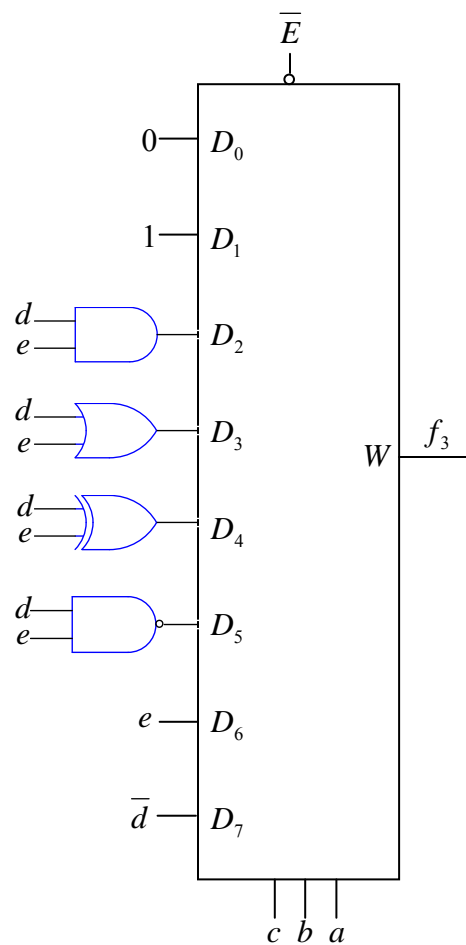 E̅
0 D₀
1 D₁
d
e D₂
d
e D₃
W f₃
d
e D₄
d
e D₅
e D₆
d̅ D₇
c b a